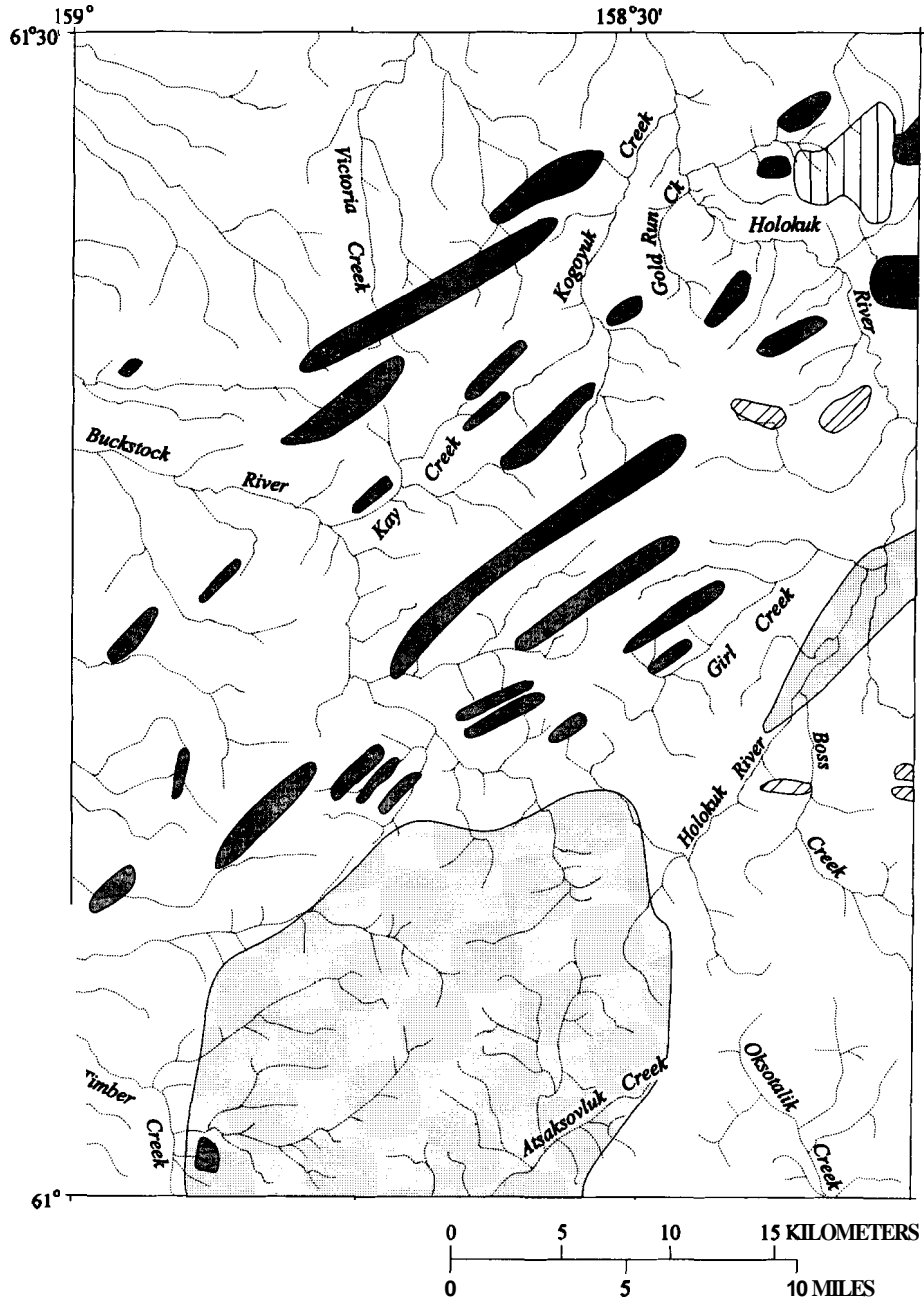 159°
158°30'
61°30'
Victoria
Creek
Creek
Kogoyuk
Gold Run Ck
Holokuk
River
Buckstock
River
Creek
Kay
Girl Creek
Boss
Holokuk River
Creek
Oksotalik
Creek
Timber
Creek
Atsaksovluk Creek
61°
0 5 10 15 KILOMETERS
0 5 10 MILES